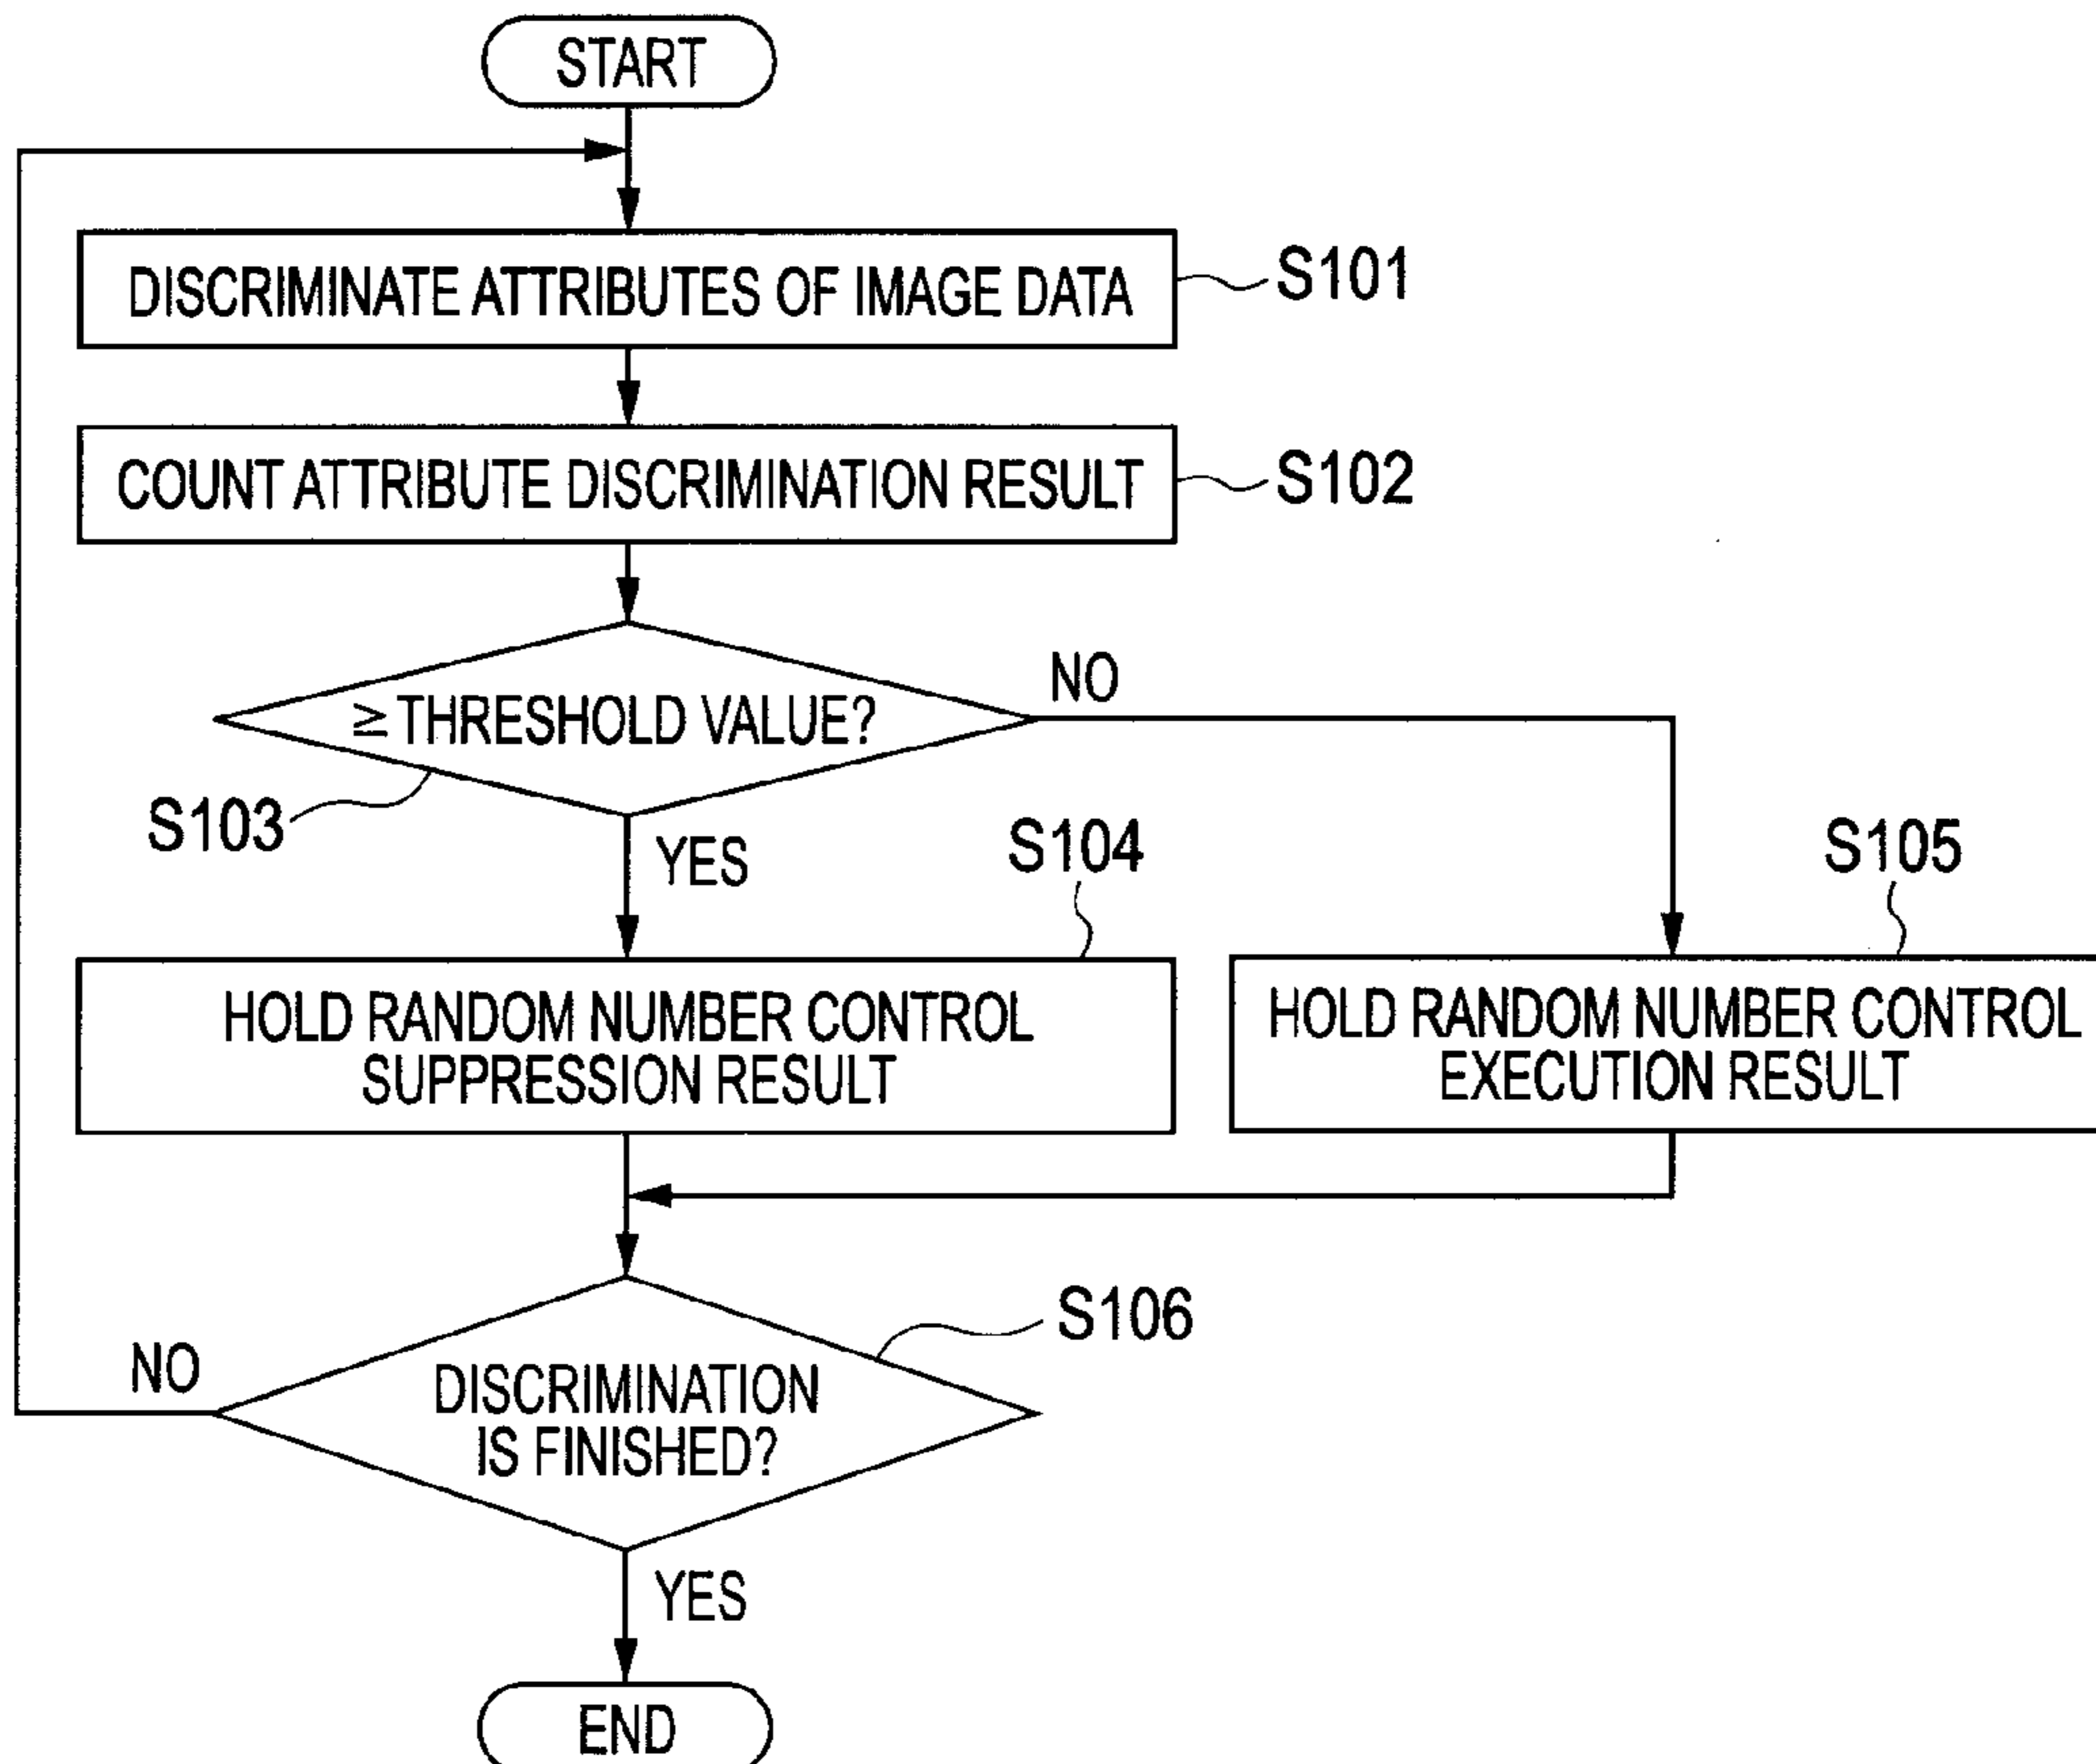 START
DISCRIMINATE ATTRIBUTES OF IMAGE DATA
S101
COUNT ATTRIBUTE DISCRIMINATION RESULT
S102
≧ THRESHOLD VALUE?
NO
S103
YES
S104
S105
HOLD RANDOM NUMBER CONTROL
SUPPRESSION RESULT
HOLD RANDOM NUMBER CONTROL
EXECUTION RESULT
S106
NO
DISCRIMINATION
IS FINISHED?
YES
END